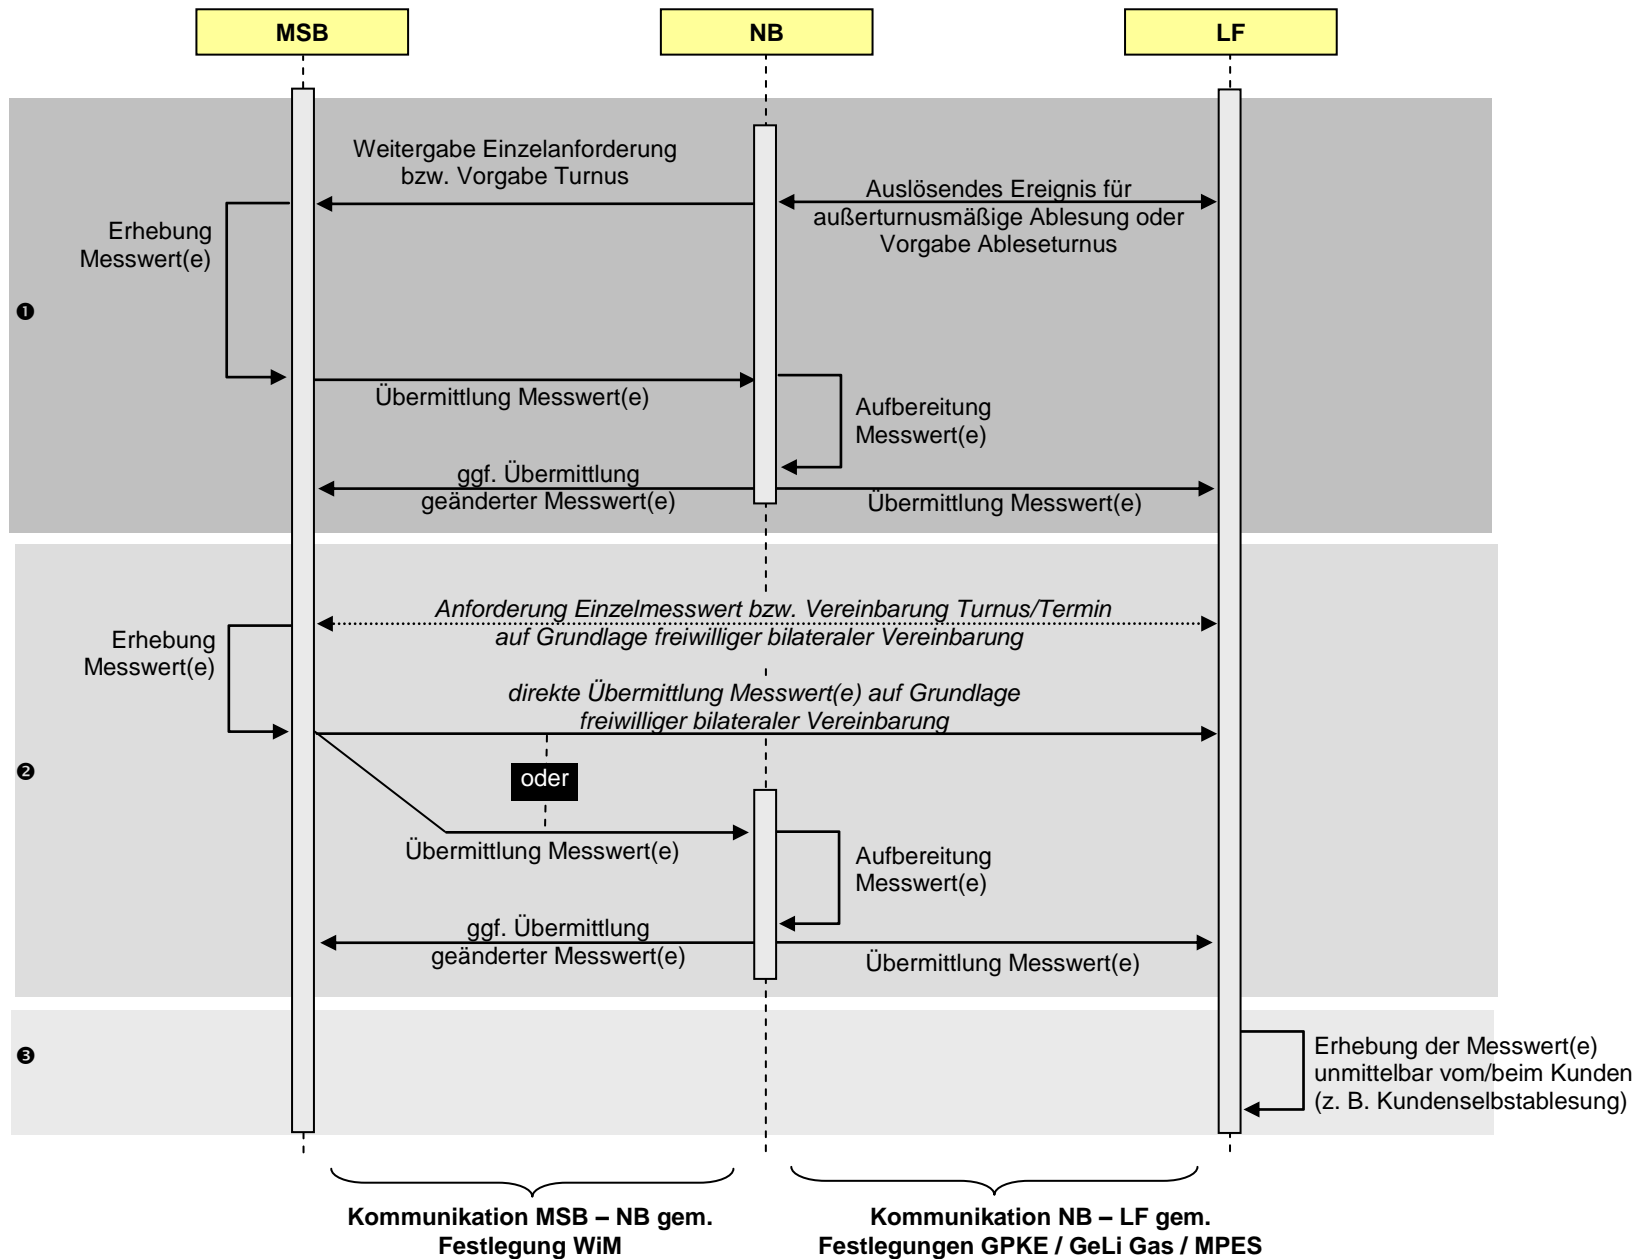 MSB
NB
LF
Weitergabe Einzelanforderung
bzw. Vorgabe Turnus
Auslösendes Ereignis für
außerturnusmäßige Ablesung oder
Vorgabe Ableseturnus
Erhebung
Messwert(e)
❶
Übermittlung Messwert(e)
Aufbereitung
Messwert(e)
ggf. Übermittlung
geänderter Messwert(e)
Übermittlung Messwert(e)
Anforderung Einzelmesswert bzw. Vereinbarung Turnus/Termin
auf Grundlage freiwilliger bilateraler Vereinbarung
Erhebung
Messwert(e)
direkte Übermittlung Messwert(e) auf Grundlage
freiwilliger bilateraler Vereinbarung
❷
oder
Übermittlung Messwert(e)
Aufbereitung
Messwert(e)
ggf. Übermittlung
geänderter Messwert(e)
Übermittlung Messwert(e)
❸
Erhebung der Messwert(e)
unmittelbar vom/beim Kunden
(z. B. Kundenselbstablesung)
Kommunikation MSB – NB gem.
Festlegung WiM
Kommunikation NB – LF gem.
Festlegungen GPKE / GeLi Gas / MPES